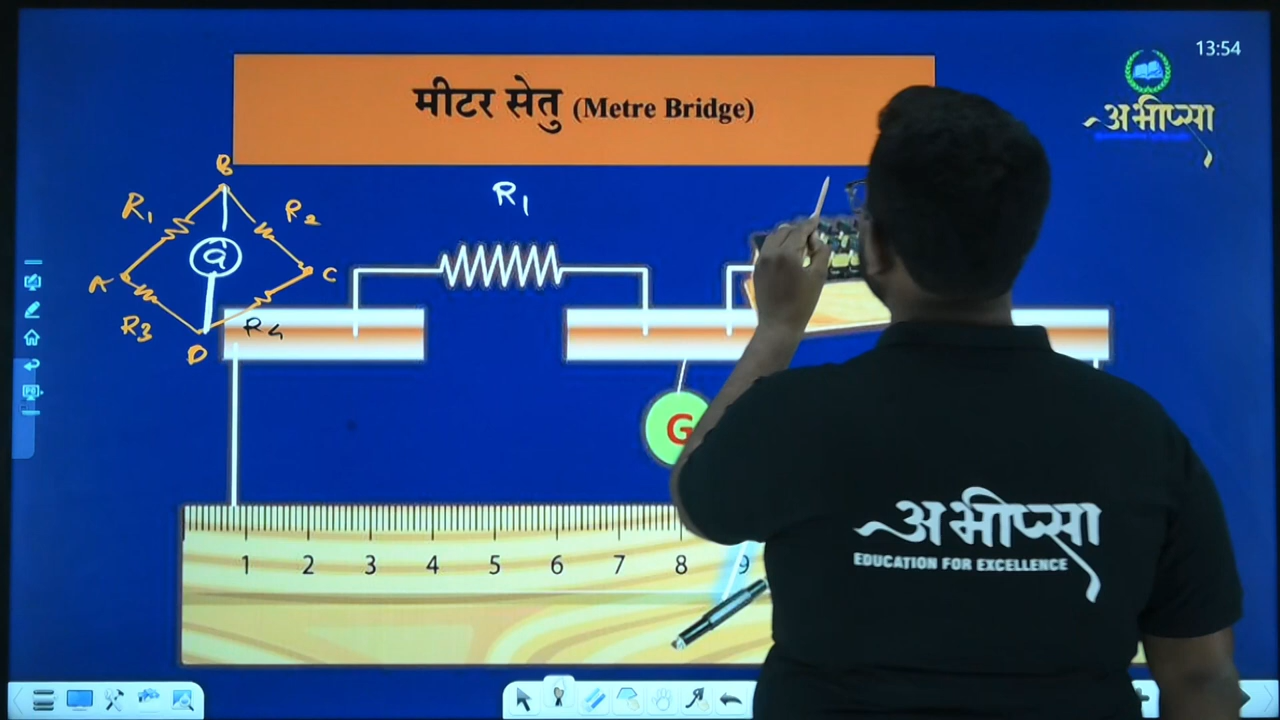 13:54
मीटर सेतु (Metre Bridge)
अभीप्सा
B
R1
R2
G
A
C
R3
R4
D
R1
G
1 2 3 4 5 6 7 8 9
अभीप्सा
EDUCATION FOR EXCELLENCE